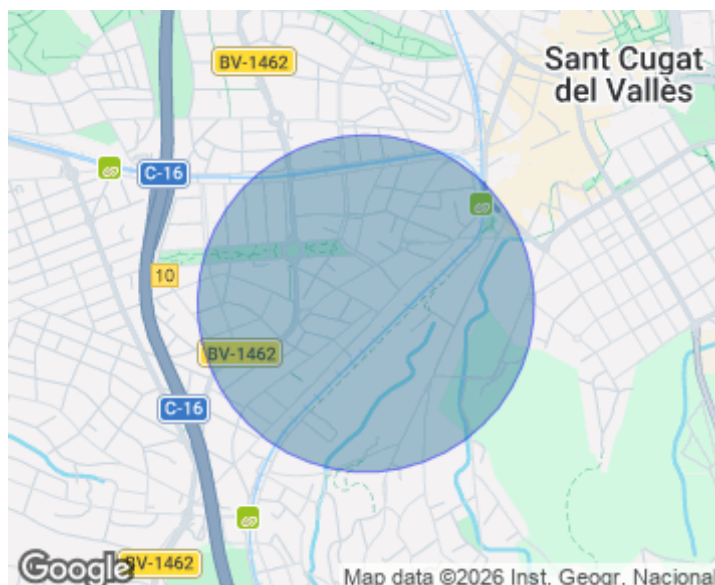 BV-1462
Sant Cugat
del Vallès
C-16
10
BV-1462
C-16
BV-1462
Google
Map data ©2026 Inst. Geogr. Nacional